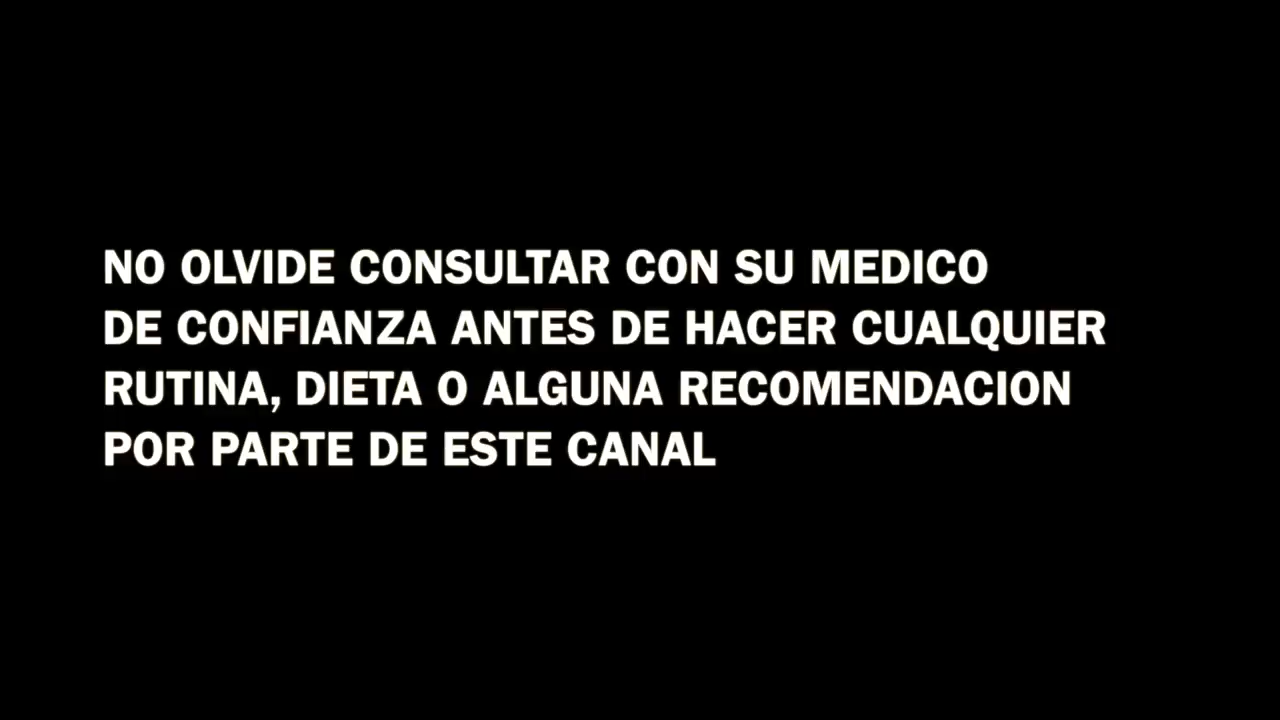 NO OLVIDE CONSULTAR CON SU MEDICO
DE CONFIANZA ANTES DE HACER CUALQUIER
RUTINA, DIETA O ALGUNA RECOMENDACION
POR PARTE DE ESTE CANAL